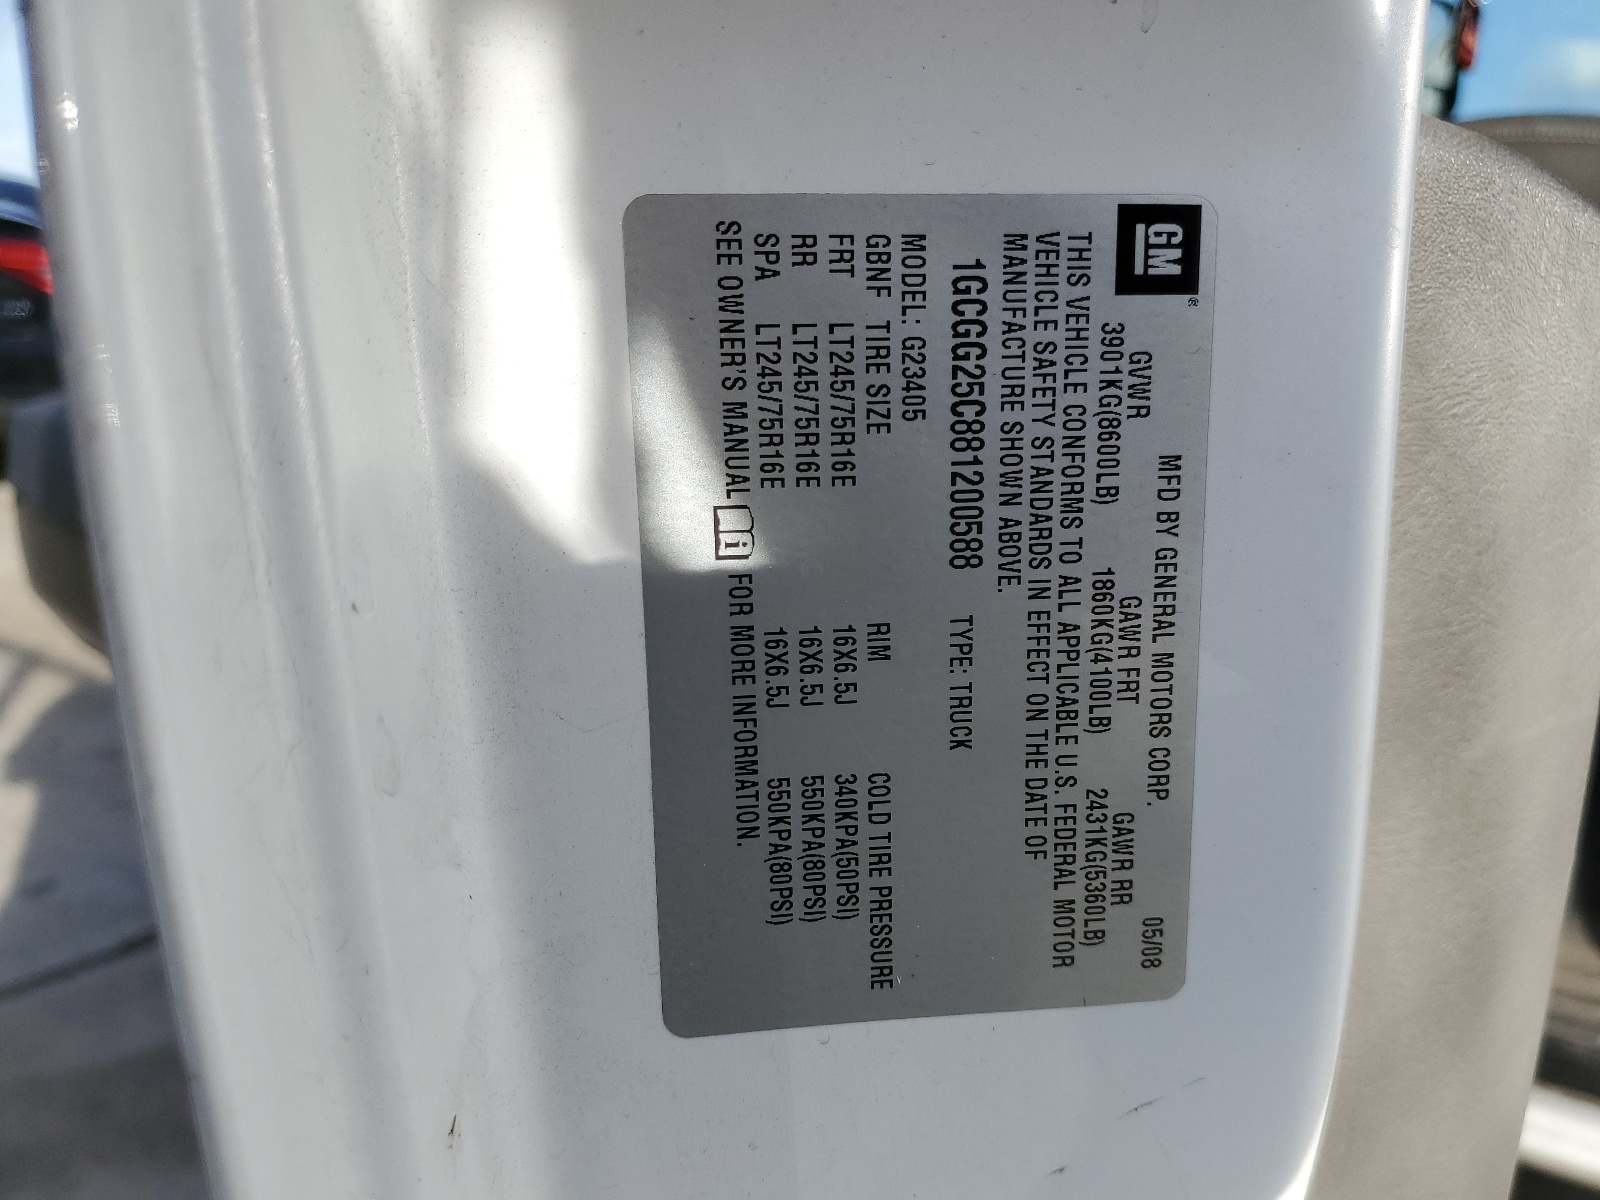 GM®
MFD BY GENERAL MOTORS CORP. 05/08
GVWR GAWR FRT GAWR RR
3901KG(8600LB) 1860KG(4100LB) 2431KG(5360LB)
THIS VEHICLE CONFORMS TO ALL APPLICABLE U.S. FEDERAL MOTOR
VEHICLE SAFETY STANDARDS IN EFFECT ON THE DATE OF
MANUFACTURE SHOWN ABOVE.
1GCGG25C881200588 TYPE: TRUCK
MODEL: G23405
GBNF TIRE SIZE RIM COLD TIRE PRESSURE
FRT LT245/75R16E 16X6.5J 340KPA(50PSI)
RR LT245/75R16E 16X6.5J 550KPA(80PSI)
SPA LT245/75R16E 16X6.5J 550KPA(80PSI)
SEE OWNER'S MANUAL i FOR MORE INFORMATION.